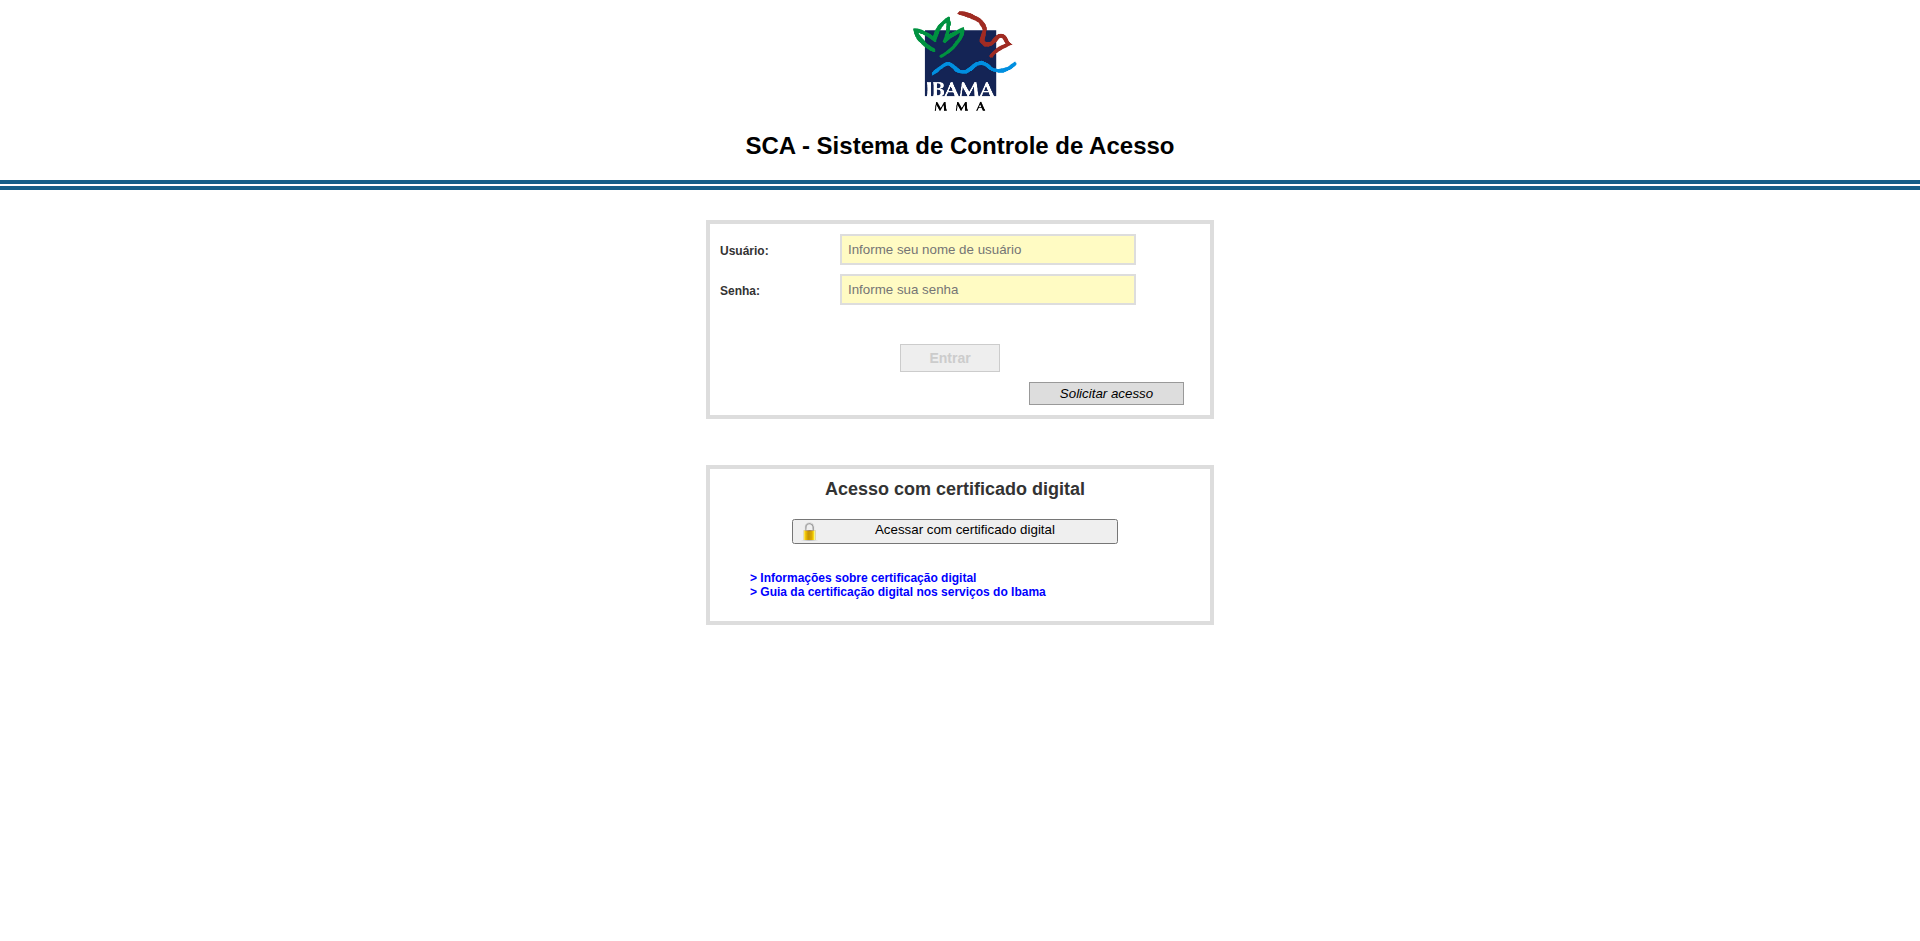 IBAMA
M M A
SCA - Sistema de Controle de Acesso
Usuário:
Informe seu nome de usuário
Senha:
Informe sua senha
Entrar
Solicitar acesso
Acesso com certificado digital
Acessar com certificado digital
> Informações sobre certificação digital
> Guia da certificação digital nos serviços do Ibama